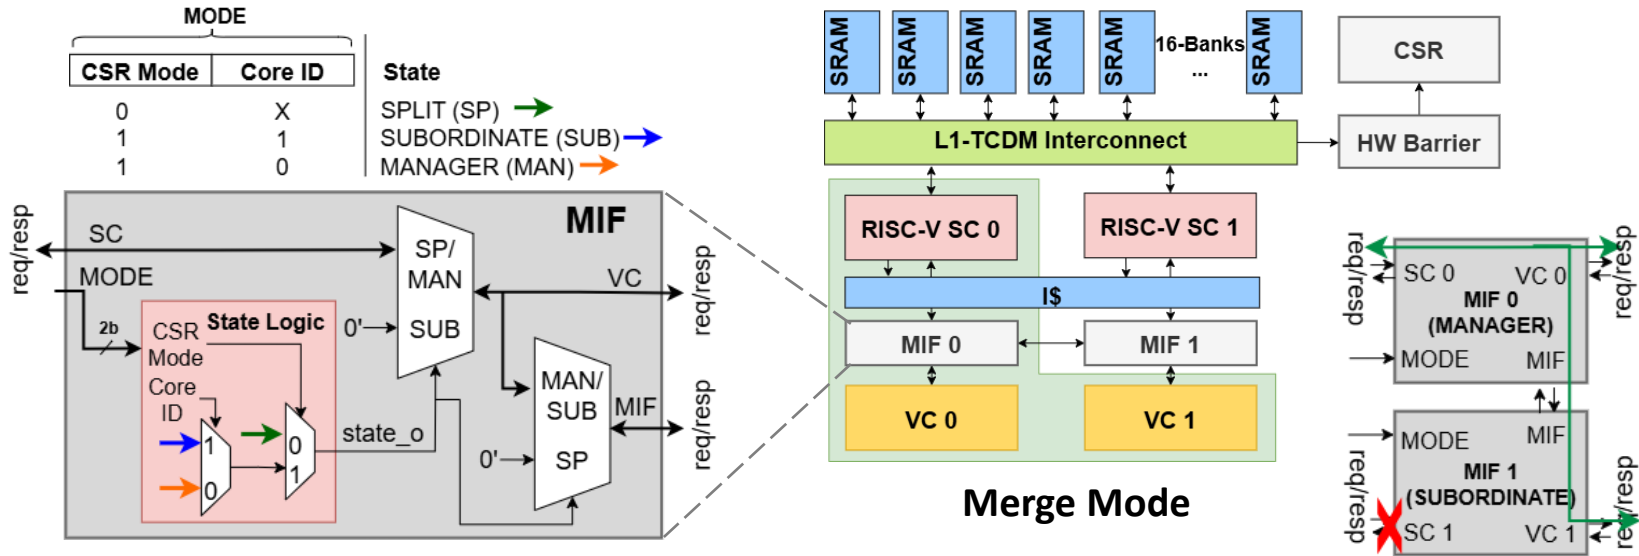 MODE
CSR Mode Core ID State
0 X SPLIT (SP)
1 1 SUBORDINATE (SUB)
1 0 MANAGER (MAN)
MIF
req/resp
SC
MODE
2b
State Logic
CSR
Mode
Core
ID
1
0
0
1
state_o
SP/
MAN
SUB
0'
VC
req/resp
MAN/
SUB
SP
0'
MIF
req/resp
SRAM
SRAM
SRAM
SRAM
SRAM
16-Banks
...
SRAM
CSR
L1-TCDM Interconnect
HW Barrier
RISC-V SC 0
RISC-V SC 1
I$
MIF 0
MIF 1
VC 0
VC 1
Merge Mode
req/resp
SC 0
VC 0
req/resp
MIF 0
(MANAGER)
MODE
MIF
MODE
MIF
req/resp
MIF 1
(SUBORDINATE)
SC 1
VC 1
req/resp